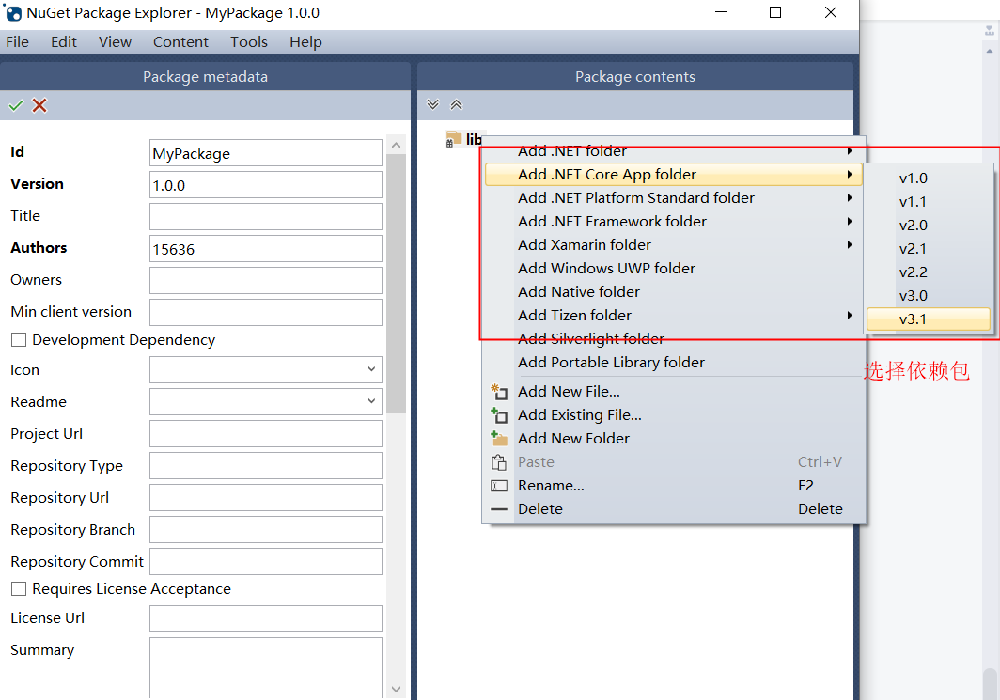 NuGet Package Explorer - MyPackage 1.0.0
File Edit View Content Tools Help
Package metadata
Id MyPackage
Version 1.0.0
Title
Authors 15636
Owners
Min client version
Development Dependency
Icon
Readme
Project Url
Repository Type
Repository Url
Repository Branch
Repository Commit
Requires License Acceptance
License Url
Summary
Package contents
lib
Add .NET folder
Add .NET Core App folder
Add .NET Platform Standard folder
Add .NET Framework folder
Add Xamarin folder
Add Windows UWP folder
Add Native folder
Add Tizen folder
Add Silverlight folder
Add Portable Library folder
Add New File...
Add Existing File...
Add New Folder
Paste Ctrl+V
Rename... F2
Delete Delete
v1.0
v1.1
v2.0
v2.1
v2.2
v3.0
v3.1
选择依赖包